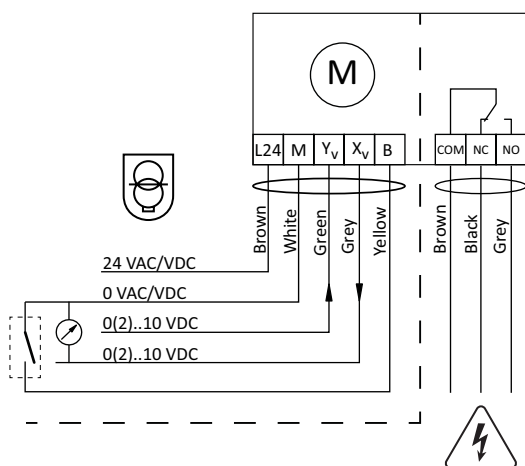 M
L24 M Yv Xv B COM NC NO
Brown White Green Grey Yellow Brown Black Grey
24 VAC/VDC
0 VAC/VDC
0(2)..10 VDC
0(2)..10 VDC